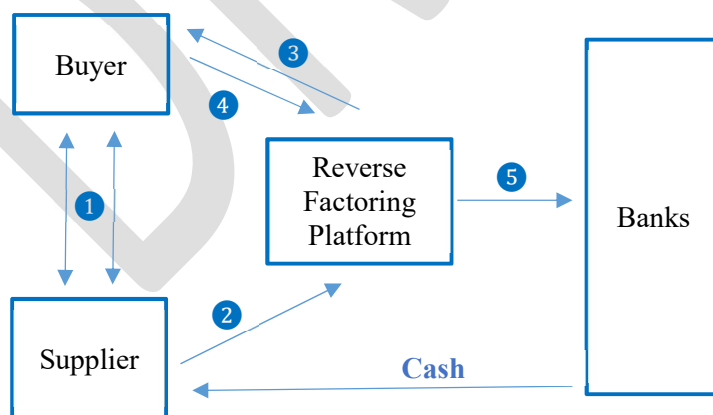 Buyer
3
4
Reverse
Factoring
Platform
5
Banks
1
2
Supplier
Cash